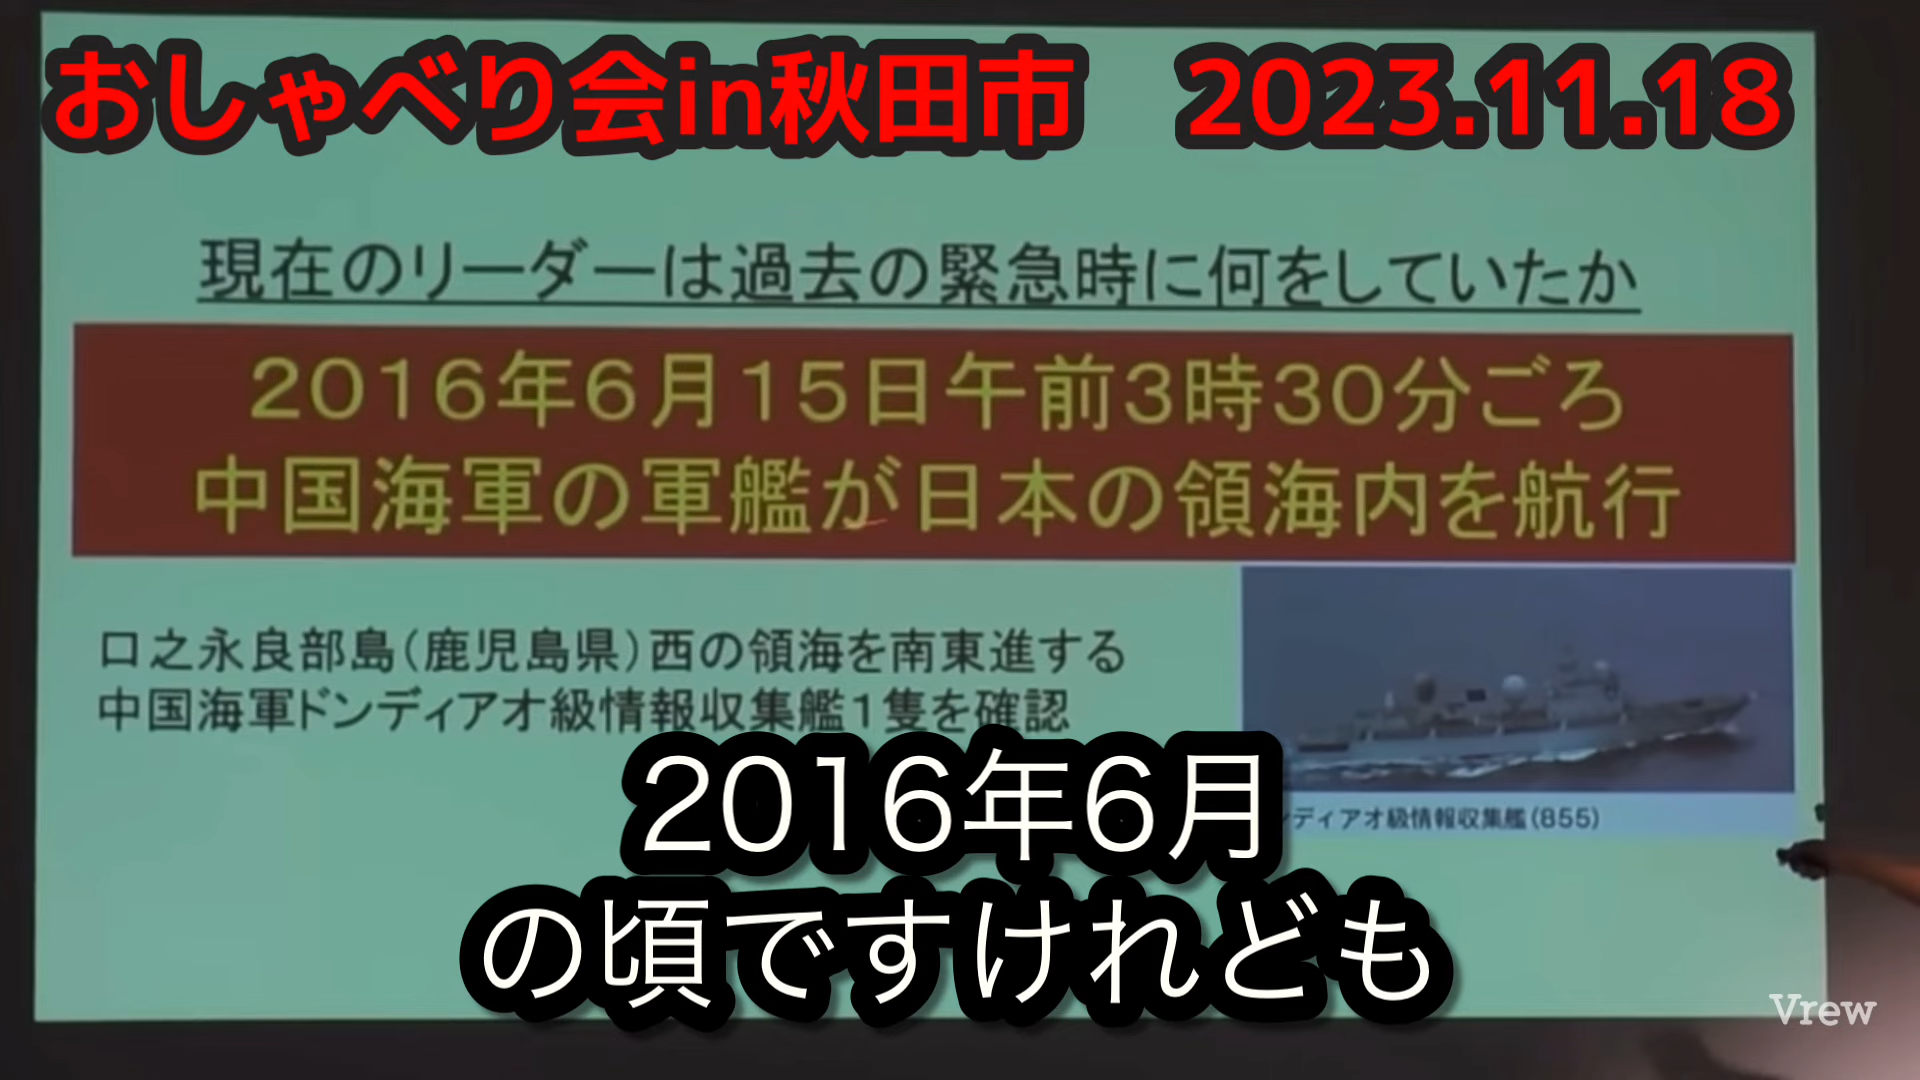 おしゃべり会in秋田市　2023.11.18
現在のリーダーは過去の緊急時に何をしていたか
2016年6月15日午前3時30分ごろ
中国海軍の軍艦が日本の領海内を航行
口之永良部島(鹿児島県)西の領海を南東進する
中国海軍ドンディアオ級情報収集艦1隻を確認
ンディアオ級情報収集艦(855)
2016年6月
の頃ですけれども
Vrew